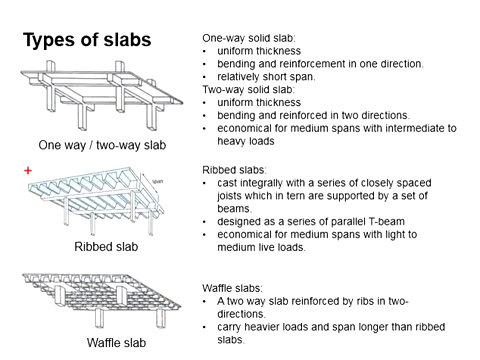 Types of slabs
One way / two-way slab
+
span
Ribbed slab
Waffle slab
One-way solid slab:
• uniform thickness
• bending and reinforcement in one direction.
• relatively short span.
Two-way solid slab:
• uniform thickness
• bending and reinforced in two directions.
• economical for medium spans with intermediate to
heavy loads
Ribbed slabs:
• cast integrally with a series of closely spaced
joists which in tern are supported by a set of
beams.
• designed as a series of parallel T-beam
• economical for medium spans with light to
medium live loads.
Waffle slabs:
• A two way slab reinforced by ribs in two-
directions.
• carry heavier loads and span longer than ribbed
slabs.